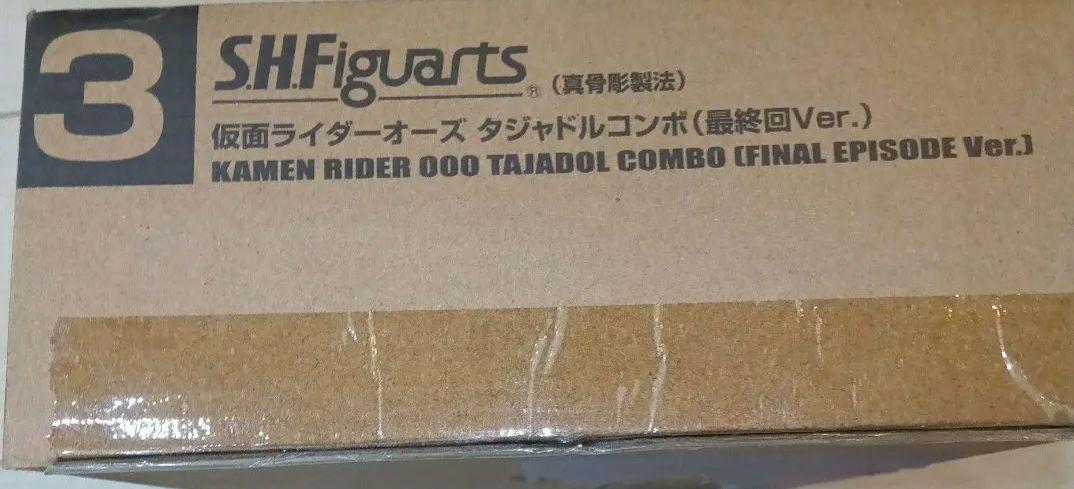 3
S.H.Figuarts® (真骨彫製法)
仮面ライダーオーズ タジャドルコンボ(最終回Ver.)
KAMEN RIDER OOO TAJADOL COMBO (FINAL EPISODE Ver.)